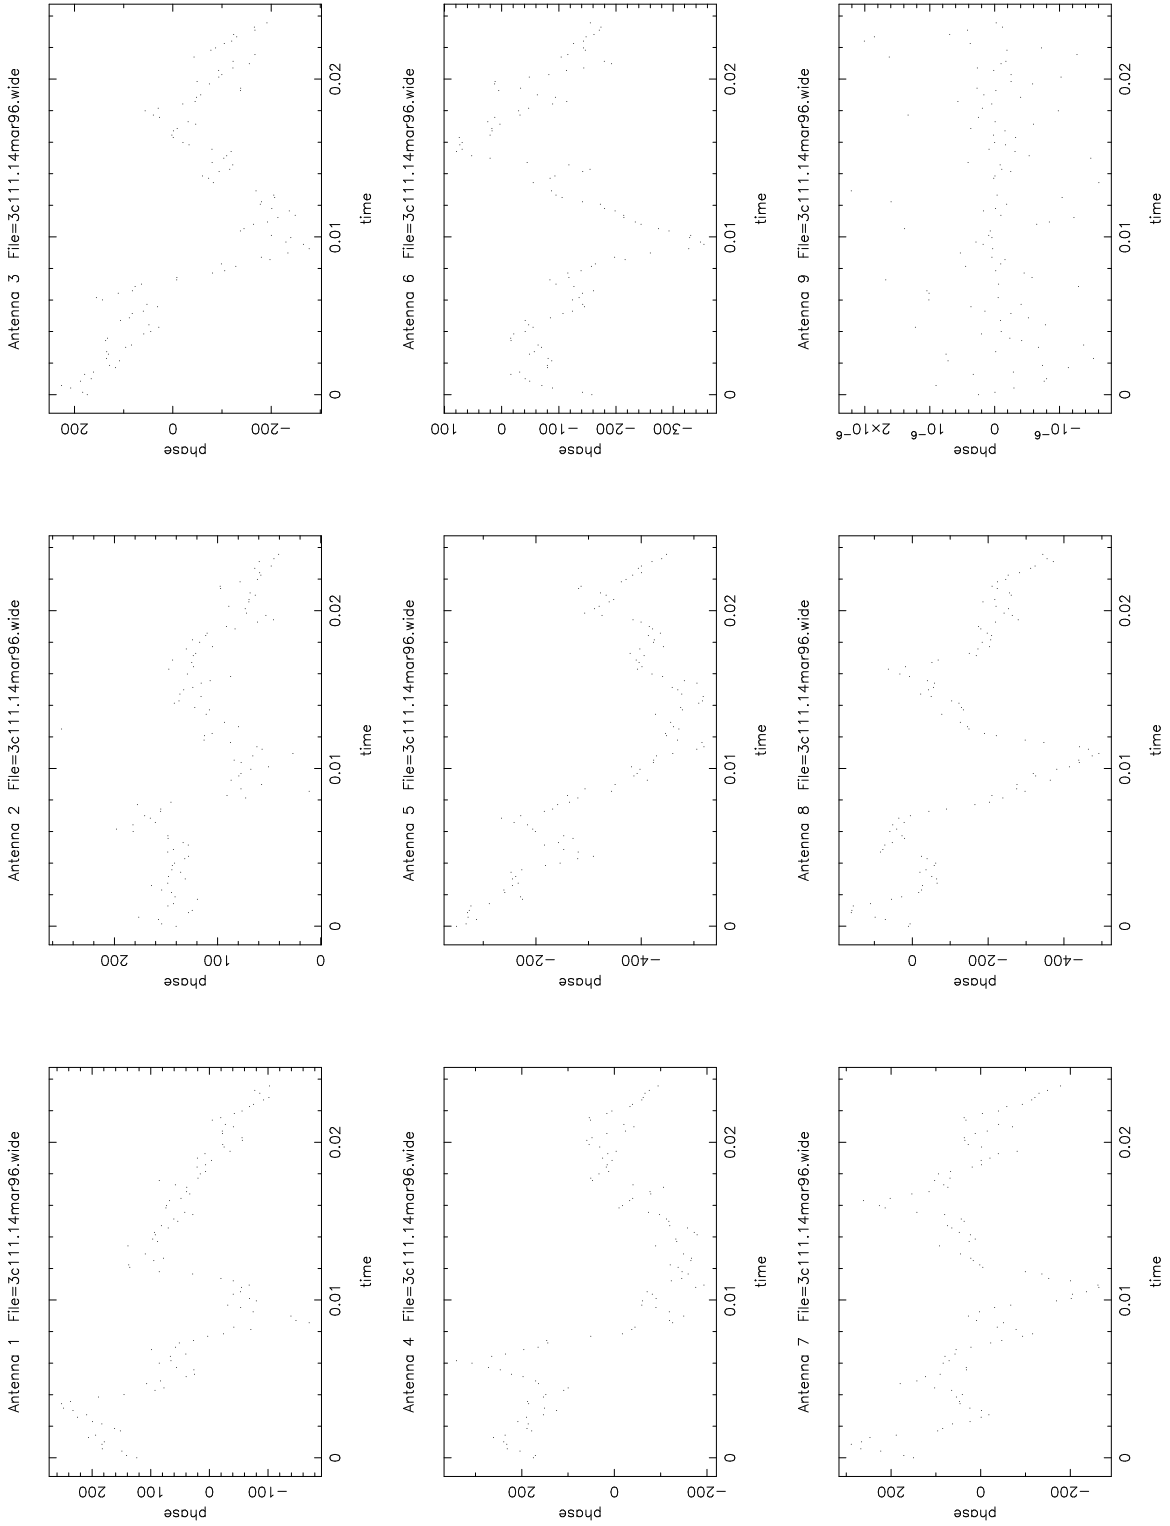 Antenna 1 File=3c111.14mar96.wide
200
100
0
−100
phase
0
0.01
0.02
time
Antenna 2 File=3c111.14mar96.wide
200
100
0
phase
0
0.01
0.02
time
Antenna 3 File=3c111.14mar96.wide
200
0
−200
phase
0
0.01
0.02
time
Antenna 4 File=3c111.14mar96.wide
200
0
−200
phase
0
0.01
0.02
time
Antenna 5 File=3c111.14mar96.wide
−200
−400
phase
0
0.01
0.02
time
Antenna 6 File=3c111.14mar96.wide
100
0
−100
−200
−300
phase
0
0.01
0.02
time
Antenna 7 File=3c111.14mar96.wide
200
0
−200
phase
0
0.01
0.02
time
Antenna 8 File=3c111.14mar96.wide
0
−200
−400
phase
0
0.01
0.02
time
Antenna 9 File=3c111.14mar96.wide
2×10⁻⁶
10⁻⁶
0
−10⁻⁶
phase
0
0.01
0.02
time